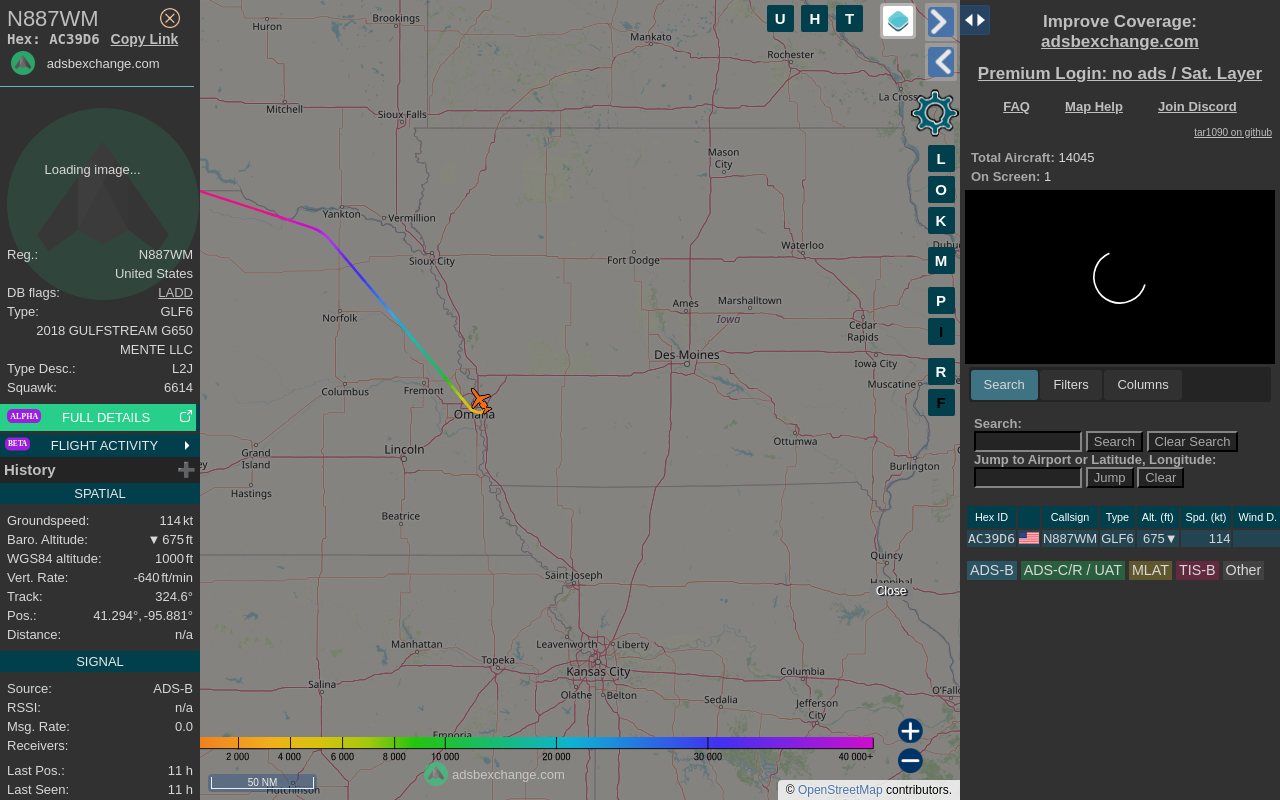 N887WM
Hex: AC39D6 Copy Link
adsbexchange.com
Loading image...
Reg.: N887WM
United States
DB flags: LADD
Type: GLF6
2018 GULFSTREAM G650
MENTE LLC
Type Desc.: L2J
Squawk: 6614
ALPHA FULL DETAILS
BETA FLIGHT ACTIVITY
History
SPATIAL
Groundspeed: 114 kt
Baro. Altitude: ▼ 675 ft
WGS84 altitude: 1000 ft
Vert. Rate: -640 ft/min
Track: 324.6°
Pos.: 41.294°, -95.881°
Distance: n/a
SIGNAL
Source: ADS-B
RSSI: n/a
Msg. Rate: 0.0
Receivers:
Last Pos.: 11 h
Last Seen: 11 h
U H T
L
O
K
M
P
I
R
F
Huron
Brookings
Mankato
Rochester
La Crosse
Mitchell
Sioux Falls
Mason
City
Yankton
Vermillion
Waterloo
Sioux City
Fort Dodge
Ames
Marshalltown
Iowa
Norfolk
Cedar
Rapids
Des Moines
Iowa City
Columbus
Fremont
Muscatine
Omaha
Ottumwa
Grand
Island
Lincoln
Burlington
Hastings
Beatrice
Quincy
Saint Joseph
Hannibal
Close
Manhattan
Leavenworth
Liberty
Topeka
Kansas City
Columbia
Salina
Olathe
Belton
Sedalia
Jefferson
City
O'Fallo
Emporia
2 000 4 000 6 000 8 000 10 000 20 000 30 000 40 000+
50 NM
Hutchinson
adsbexchange.com
© OpenStreetMap contributors.
Improve Coverage:
adsbexchange.com
Premium Login: no ads / Sat. Layer
FAQ Map Help Join Discord
tar1090 on github
Total Aircraft: 14045
On Screen: 1
Search Filters Columns
Search:
Search Clear Search
Jump to Airport or Latitude, Longitude:
Jump Clear
Hex ID Callsign Type Alt. (ft) Spd. (kt) Wind D.
AC39D6 N887WM GLF6 675▼ 114
ADS-B ADS-C/R / UAT MLAT TIS-B Other